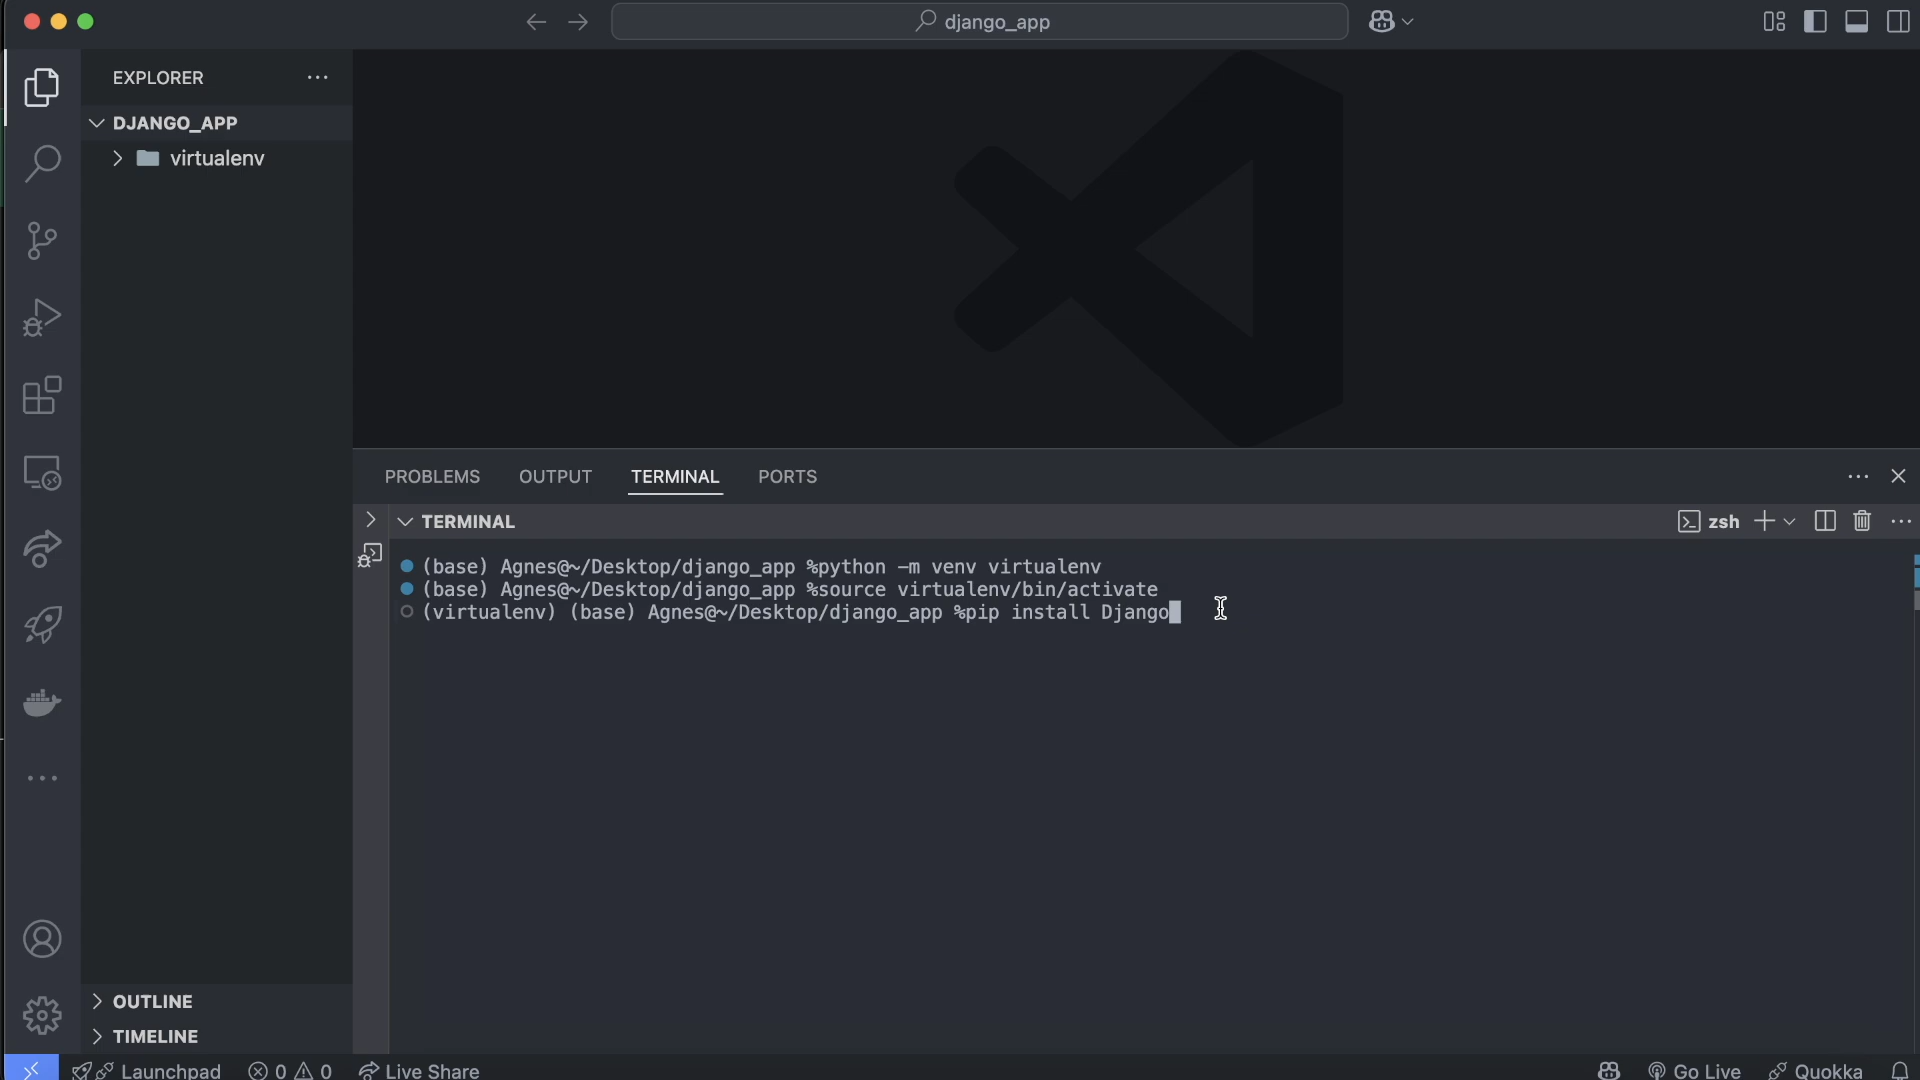 django_app
EXPLORER
DJANGO_APP
virtualenv
PROBLEMS OUTPUT TERMINAL PORTS
TERMINAL
zsh
(base) Agnes@~/Desktop/django_app %python -m venv virtualenv
(base) Agnes@~/Desktop/django_app %source virtualenv/bin/activate
(virtualenv) (base) Agnes@~/Desktop/django_app %pip install Django
OUTLINE
TIMELINE
Launchpad 0 0 Live Share Go Live Quokka